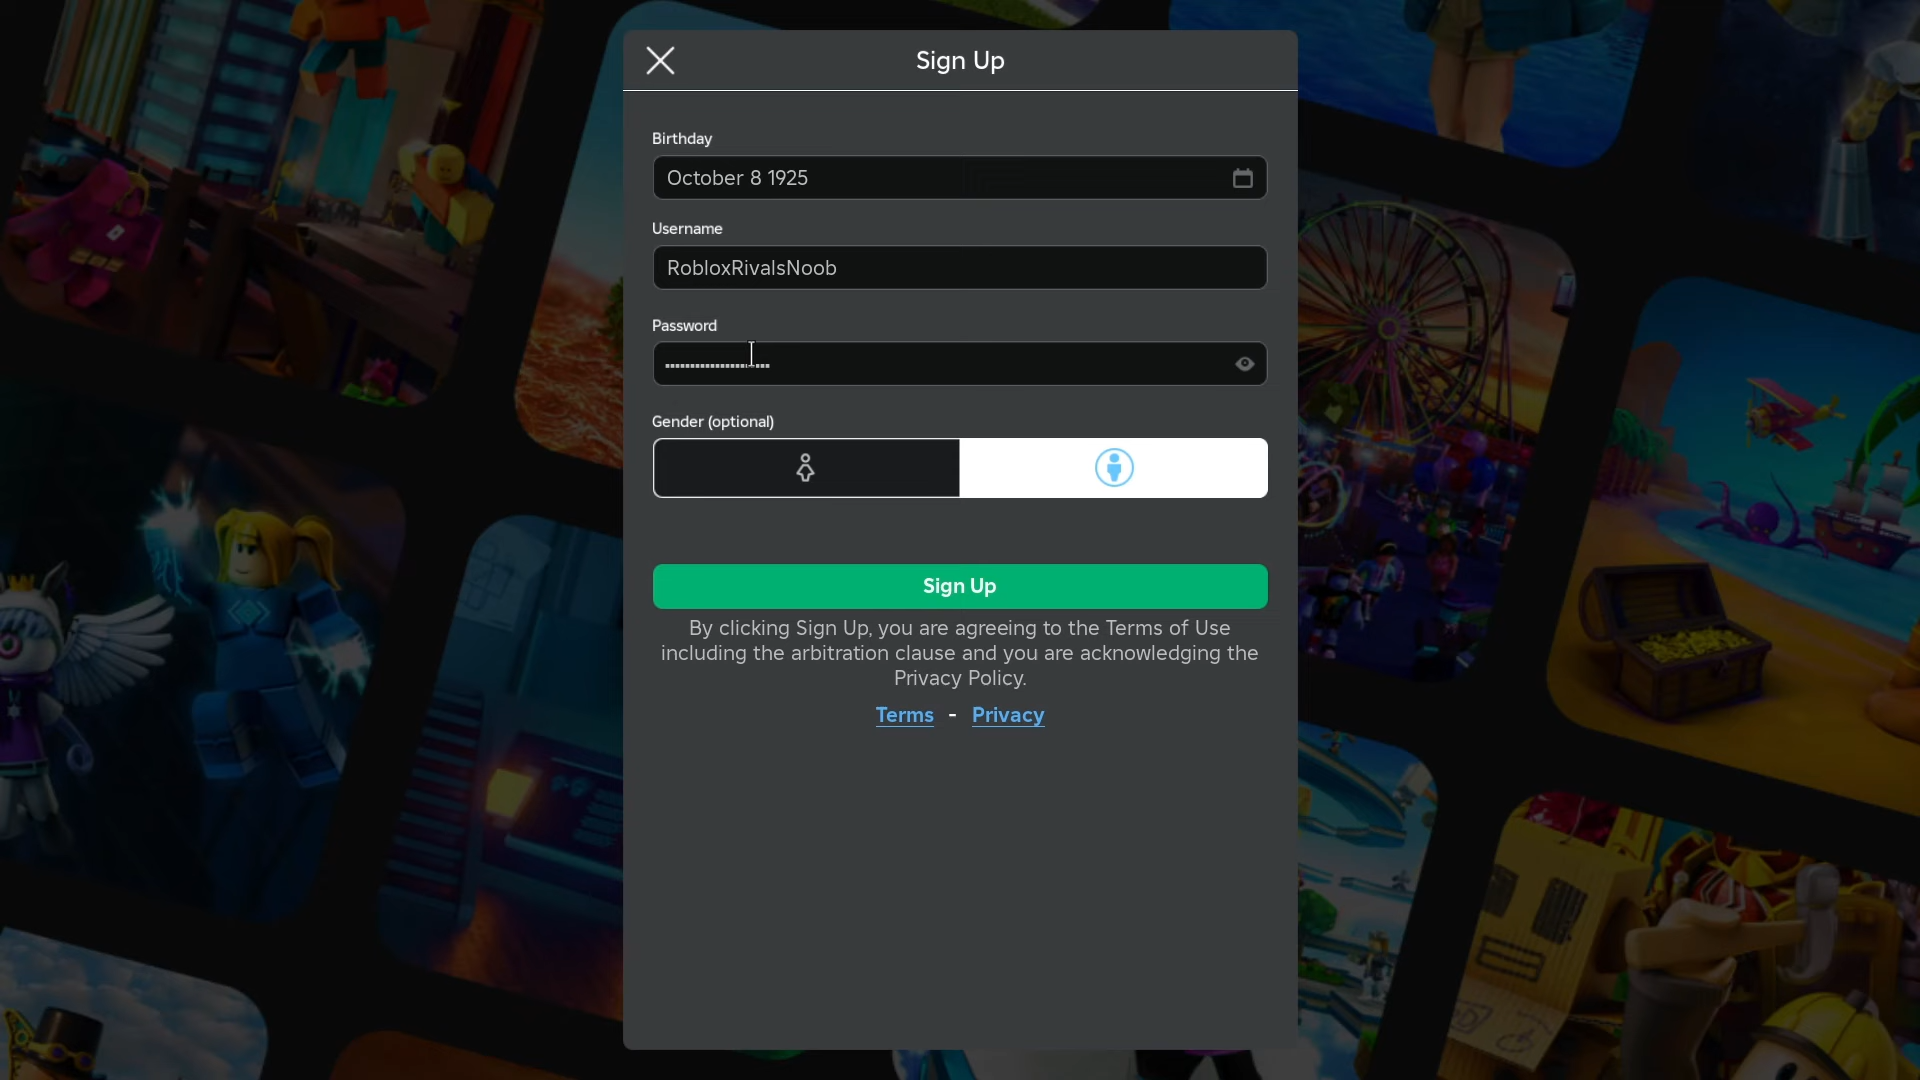 Sign Up
Birthday
October 8 1925
Username
RobloxRivalsNoob
Password
Gender (optional)
Sign Up
By clicking Sign Up, you are agreeing to the Terms of Use
including the arbitration clause and you are acknowledging the
Privacy Policy.
Terms - Privacy